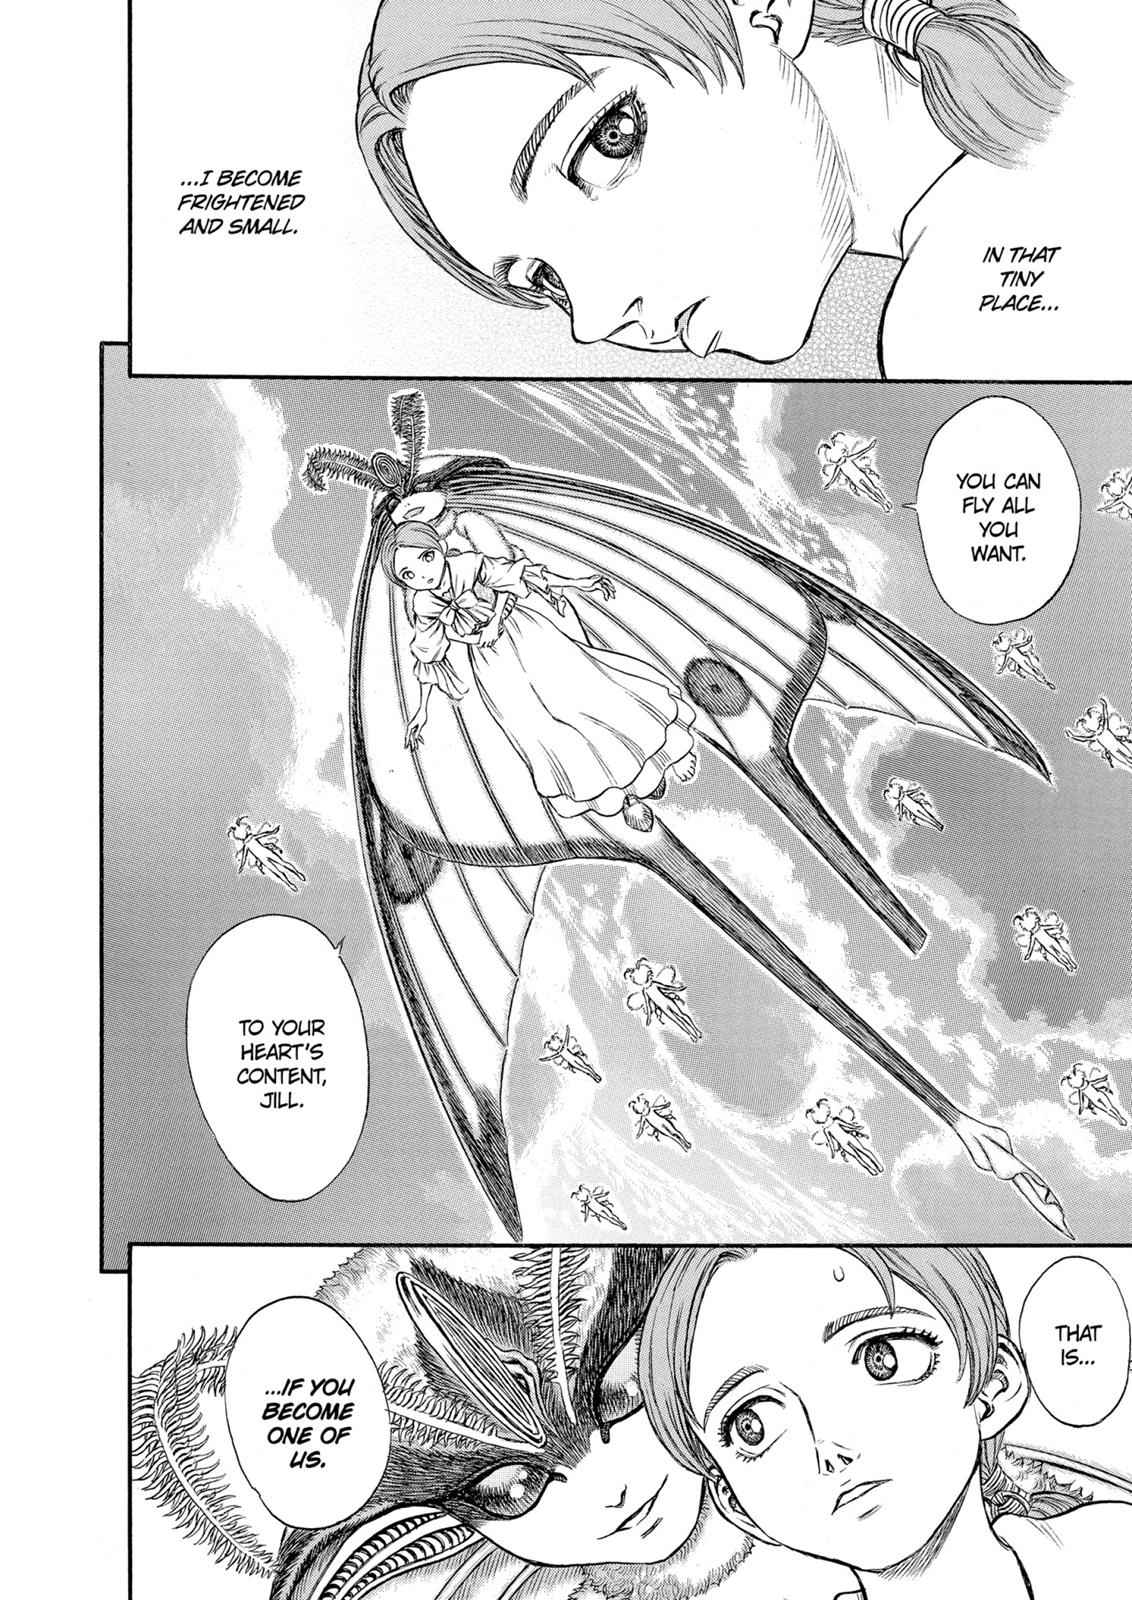 IN THAT
TINY
PLACE...
...I BECOME
FRIGHTENED
AND SMALL.
YOU CAN
FLY ALL
YOU
WANT.
TO YOUR
HEART'S
CONTENT,
JILL.
THAT
IS...
...IF YOU
BECOME
ONE OF
US.